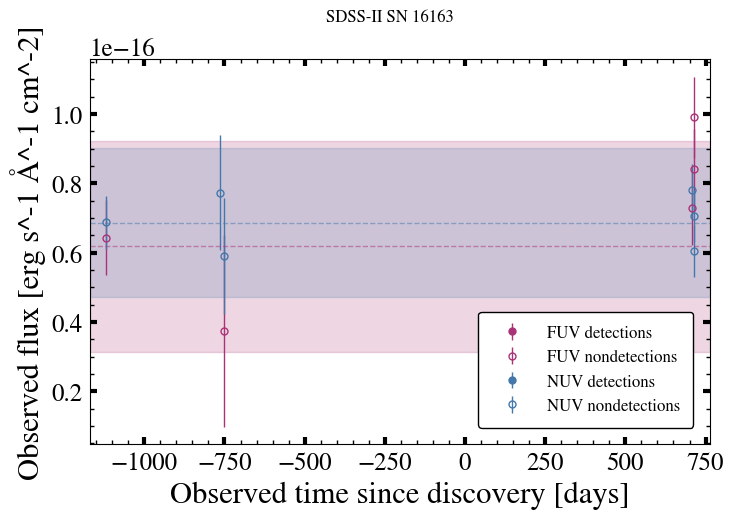 SDSS-II SN 16163
1e−16
Observed flux [erg s^-1 Å^-1 cm^-2]
1.0
0.8
0.6
0.4
0.2
FUV detections
FUV nondetections
NUV detections
NUV nondetections
−1000 −750 −500 −250 0 250 500 750
Observed time since discovery [days]